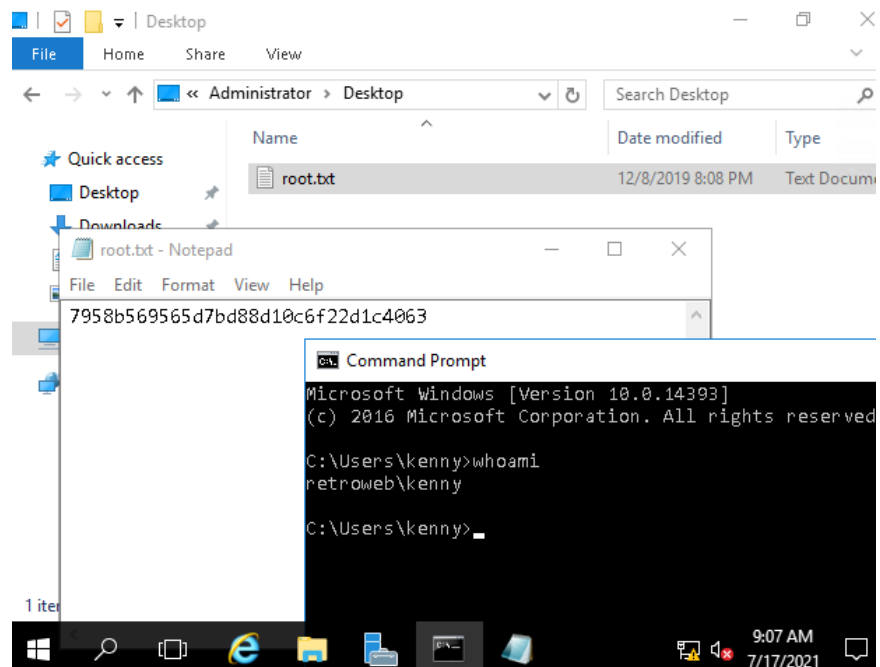 Desktop
File Home Share View
« Administrator > Desktop
Search Desktop
Name Date modified Type
Quick access
root.txt 12/8/2019 8:08 PM Text Docum
Desktop
Downloads
root.txt - Notepad
File Edit Format View Help
7958b569565d7bd88d10c6f22d1c4063
Command Prompt
Microsoft Windows [Version 10.0.14393]
(c) 2016 Microsoft Corporation. All rights reserved
C:\Users\kenny>whoami
retroweb\kenny
C:\Users\kenny>
1 iter
9:07 AM
7/17/2021